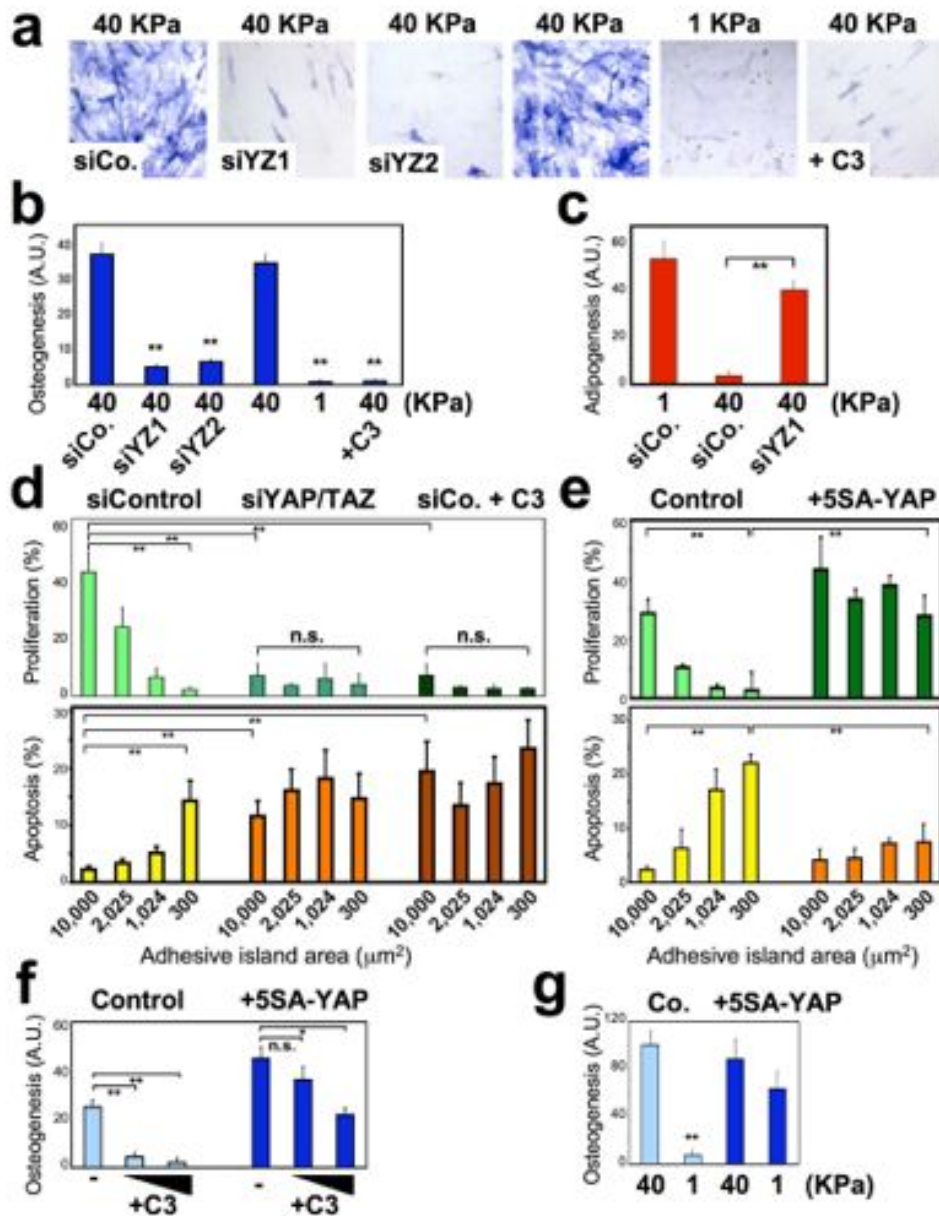 a
40 KPa 40 KPa 40 KPa 40 KPa 1 KPa 40 KPa
siCo. siYZ1 siYZ2 + C3
b
Osteogenesis (A.U.)
40
30
20
10
0
** ** ** **
40 40 40 40 1 40 (KPa)
siCo. siYZ1 siYZ2 +C3
c
Adipogenesis (A.U.)
60
40
20
0
**
1 40 40 (KPa)
siCo. siCo. siYZ1
d
siControl siYAP/TAZ siCo. + C3
Proliferation (%)
60
40
20
0
**
**
**
n.s. n.s.
Apoptosis (%)
30
20
10
0
**
**
**
10,000 2,025 1,024 300 10,000 2,025 1,024 300 10,000 2,025 1,024 300
Adhesive island area (μm²)
e
Control +5SA-YAP
Proliferation (%)
60
40
20
0
** **
Apoptosis (%)
30
20
10
0
** **
10,000 2,025 1,024 300 10,000 2,025 1,024 300
Adhesive island area (μm²)
f
Control +5SA-YAP
Osteogenesis (A.U.)
60
40
20
0
**
**
*
n.s.
- -
+C3 +C3
g
Co. +5SA-YAP
Osteogenesis (A.U.)
120
80
40
0
**
40 1 40 1 (KPa)